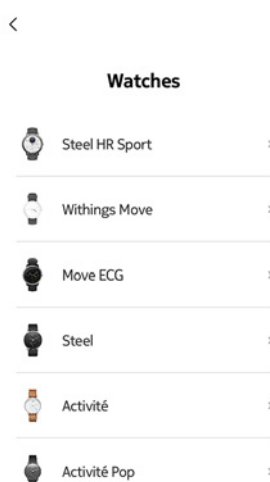 Watches
Steel HR Sport
Withings Move
Move ECG
Steel
Activité
Activité Pop